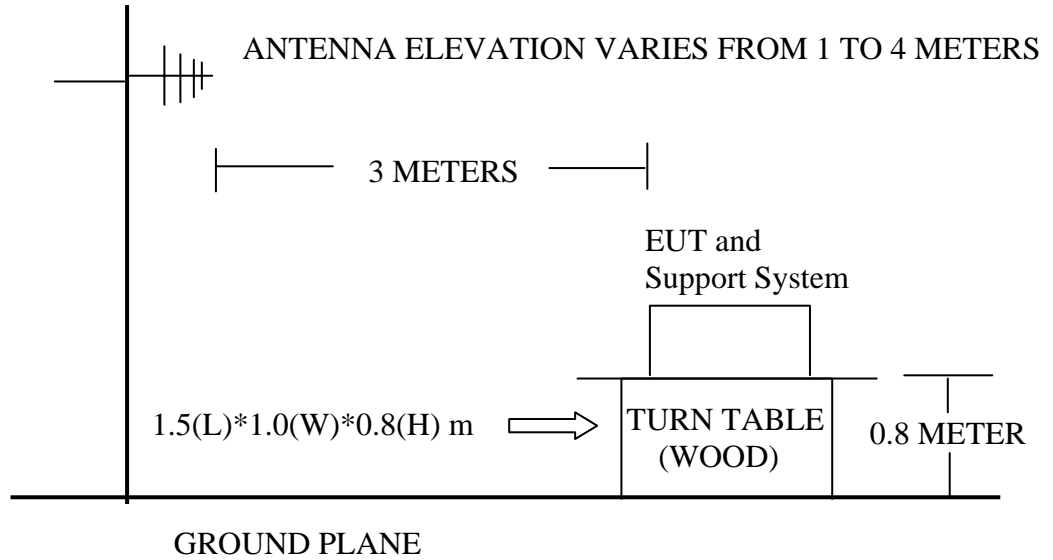 ANTENNA ELEVATION VARIES FROM 1 TO 4 METERS
3 METERS
EUT and
Support System
1.5(L)*1.0(W)*0.8(H) m
TURN TABLE
(WOOD)
0.8 METER
GROUND PLANE